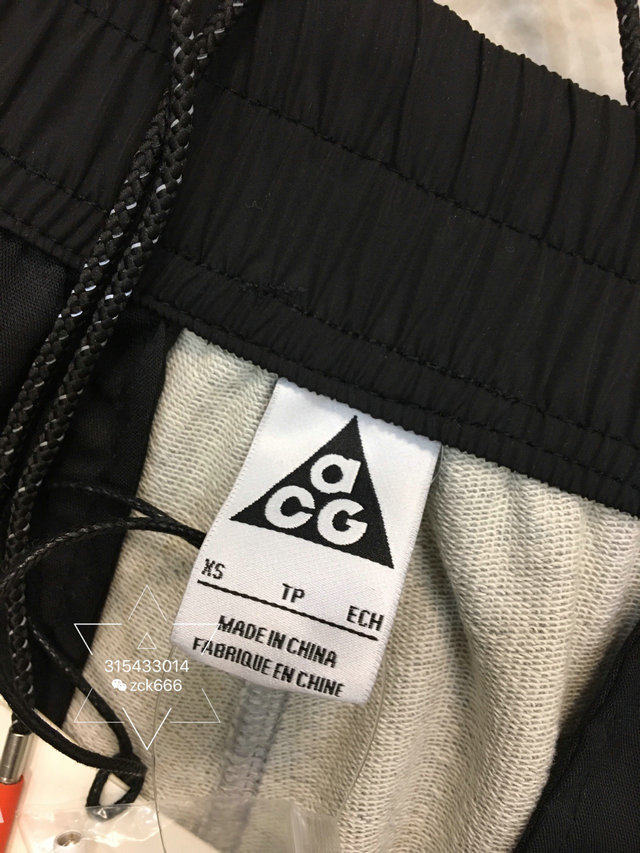 aCG
XS
TP
ECH
MADE IN CHINA
FABRIQUE EN CHINE
315433014
zck666